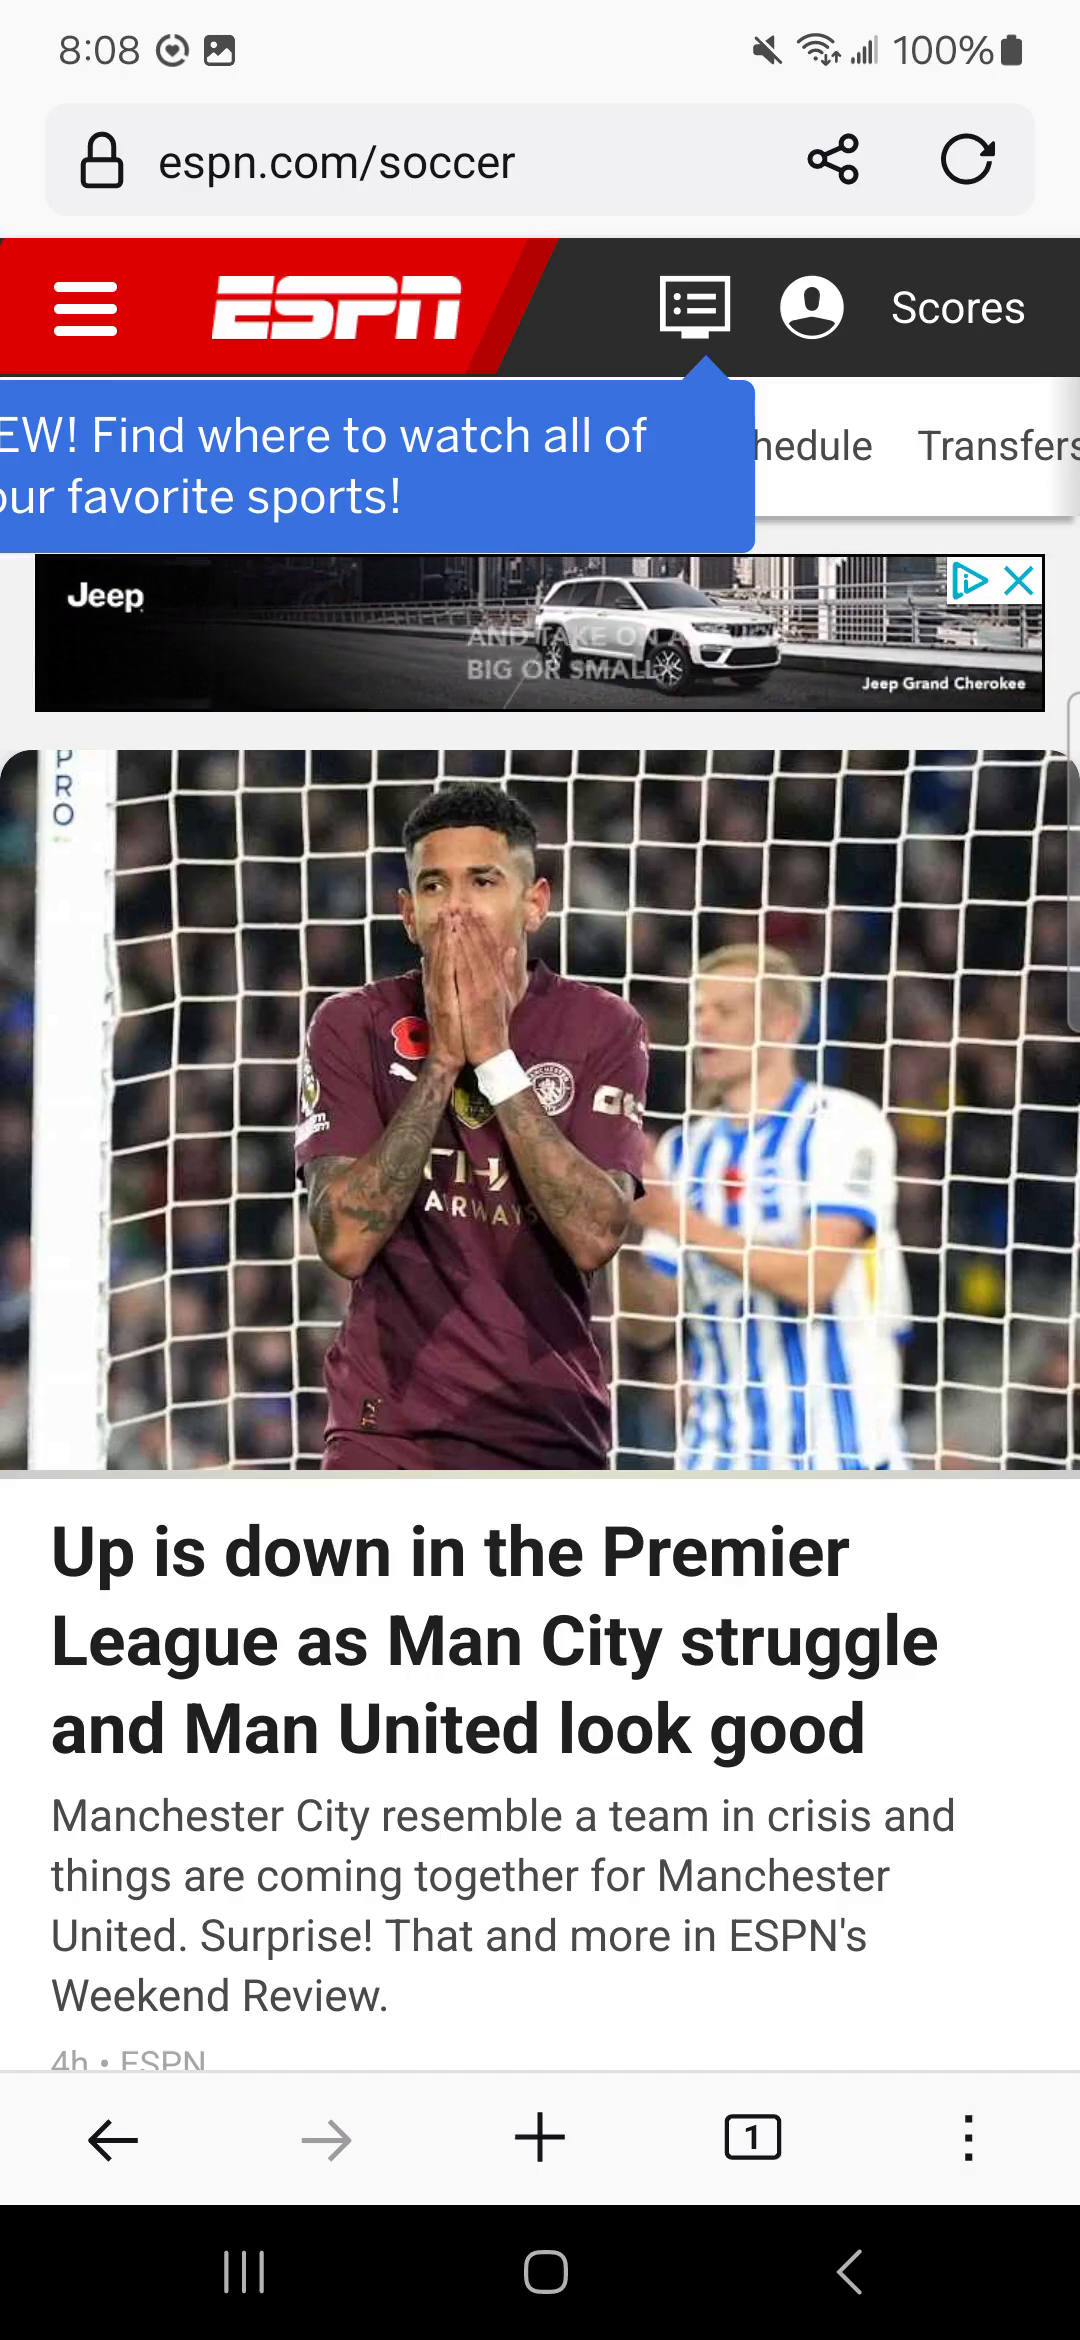 8:08
100%
espn.com/soccer
ESPN
Scores
EW! Find where to watch all of
our favorite sports!
hedule
Transfers
Jeep
AND TAKE ON A
BIG OR SMALL
Jeep Grand Cherokee
PRO
MANCHESTER
AIRWAYS
Up is down in the Premier
League as Man City struggle
and Man United look good
Manchester City resemble a team in crisis and
things are coming together for Manchester
United. Surprise! That and more in ESPN's
Weekend Review.
4h • ESPN
1